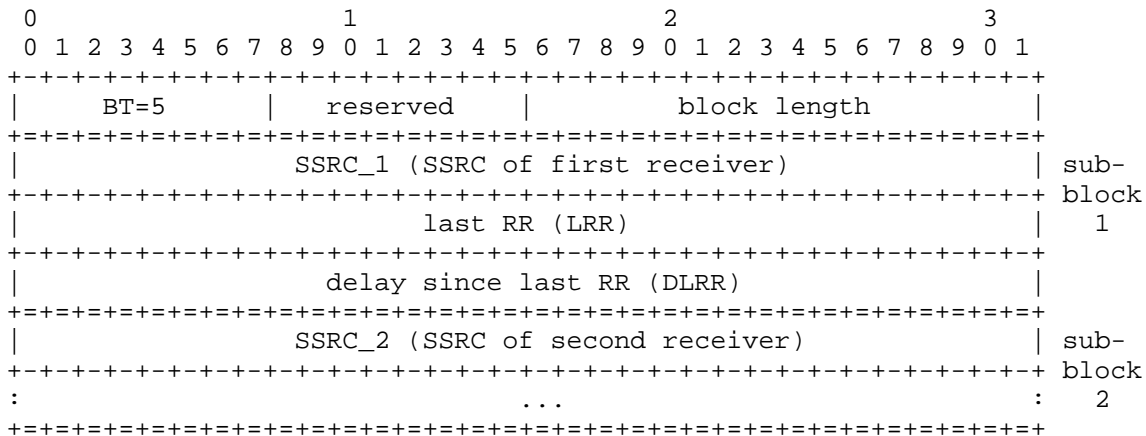 0                   1                   2                   3
 0 1 2 3 4 5 6 7 8 9 0 1 2 3 4 5 6 7 8 9 0 1 2 3 4 5 6 7 8 9 0 1
+-+-+-+-+-+-+-+-+-+-+-+-+-+-+-+-+-+-+-+-+-+-+-+-+-+-+-+-+-+-+-+-+
|     BT=5      |   reserved    |         block length          |
+=+=+=+=+=+=+=+=+=+=+=+=+=+=+=+=+=+=+=+=+=+=+=+=+=+=+=+=+=+=+=+=+
|                 SSRC_1 (SSRC of first receiver)               | sub-
+-+-+-+-+-+-+-+-+-+-+-+-+-+-+-+-+-+-+-+-+-+-+-+-+-+-+-+-+-+-+-+-+ block
|                         last RR (LRR)                         |   1
+-+-+-+-+-+-+-+-+-+-+-+-+-+-+-+-+-+-+-+-+-+-+-+-+-+-+-+-+-+-+-+-+
|                   delay since last RR (DLRR)                  |
+=+=+=+=+=+=+=+=+=+=+=+=+=+=+=+=+=+=+=+=+=+=+=+=+=+=+=+=+=+=+=+=+
|                 SSRC_2 (SSRC of second receiver)              | sub-
+-+-+-+-+-+-+-+-+-+-+-+-+-+-+-+-+-+-+-+-+-+-+-+-+-+-+-+-+-+-+-+-+ block
:                               ...                             :   2
+=+=+=+=+=+=+=+=+=+=+=+=+=+=+=+=+=+=+=+=+=+=+=+=+=+=+=+=+=+=+=+=+